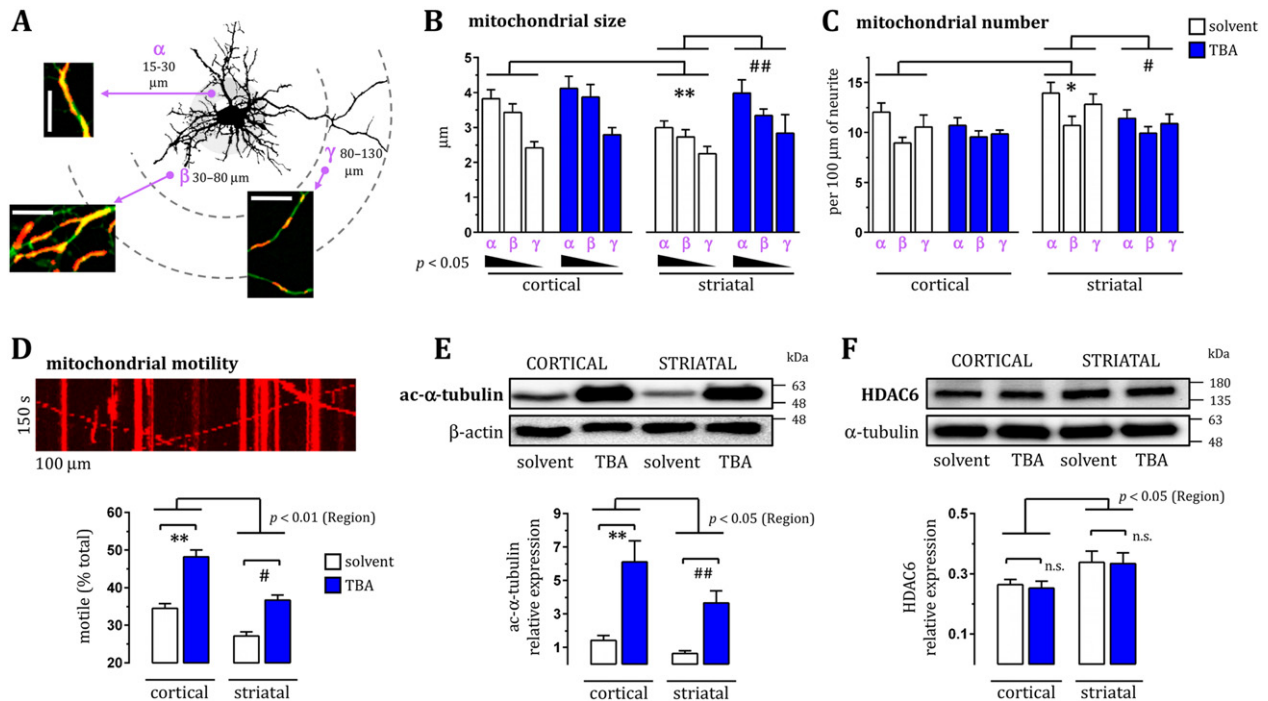 A
α
15-30
μm
β 30–80 μm
γ 80–130
μm
B mitochondrial size
μm
5
4
3
2
1
0
**
##
α β γ α β γ α β γ α β γ
p < 0.05
cortical striatal
C mitochondrial number
solvent
TBA
per 100 μm of neurite
15
10
5
0
*
#
α β γ α β γ α β γ α β γ
cortical striatal
D mitochondrial motility
150 s
100 μm
p < 0.01 (Region)
motile (% total)
60
50
40
30
20
**
#
solvent
TBA
cortical striatal
E
CORTICAL STRIATAL kDa
ac-α-tubulin
63
48
β-actin
48
solvent TBA solvent TBA
p < 0.05 (Region)
ac-α-tubulin
relative expression
9
7
5
3
1
**
##
cortical striatal
F
CORTICAL STRIATAL kDa
HDAC6
180
135
α-tubulin
63
48
solvent TBA solvent TBA
p < 0.05 (Region)
HDAC6
relative expression
0.5
0.3
0.1
n.s.
n.s.
cortical striatal